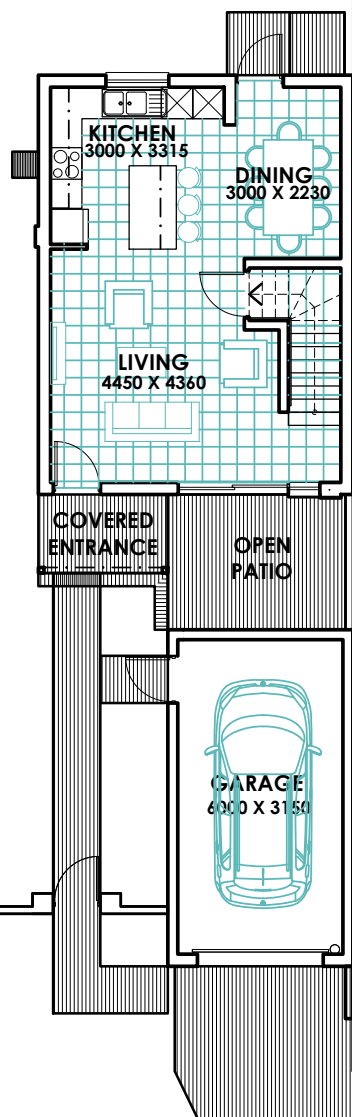 KITCHEN
3000 X 3315
DINING
3000 X 2230
LIVING
4450 X 4360
COVERED
ENTRANCE
OPEN
PATIO
GARAGE
6000 X 3150